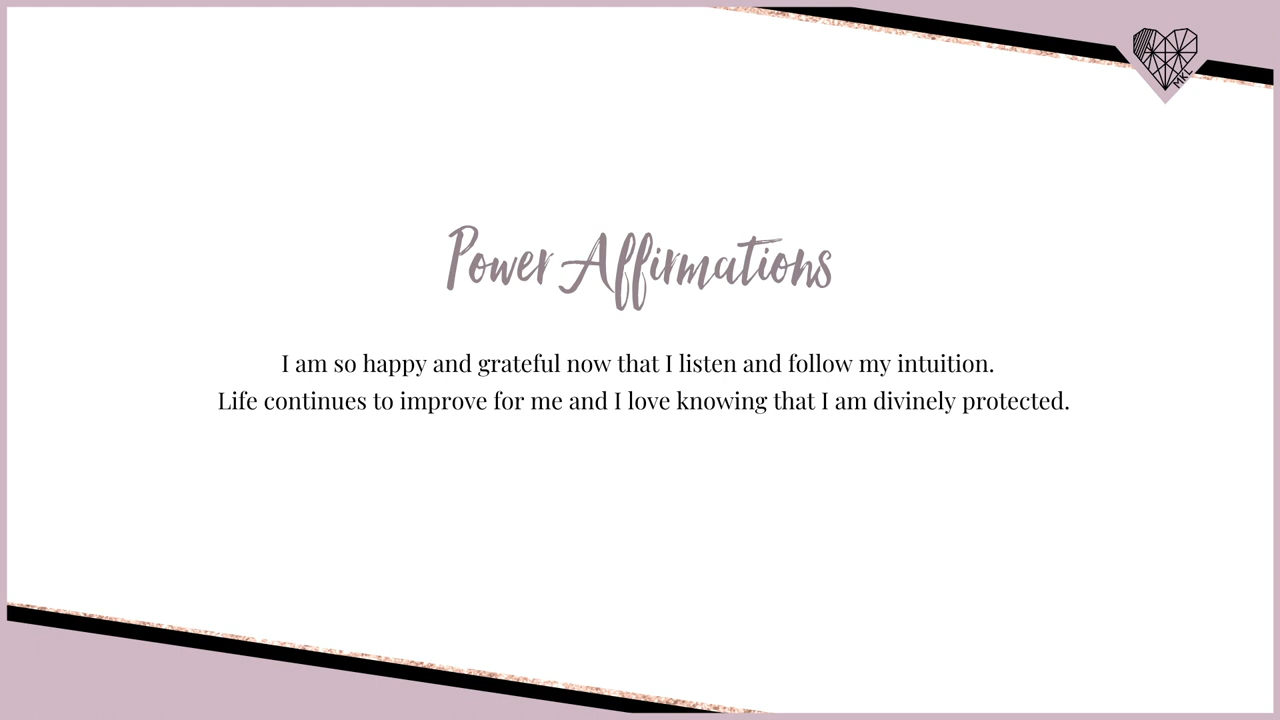 MKL
Power Affirmations
I am so happy and grateful now that I listen and follow my intuition.
Life continues to improve for me and I love knowing that I am divinely protected.